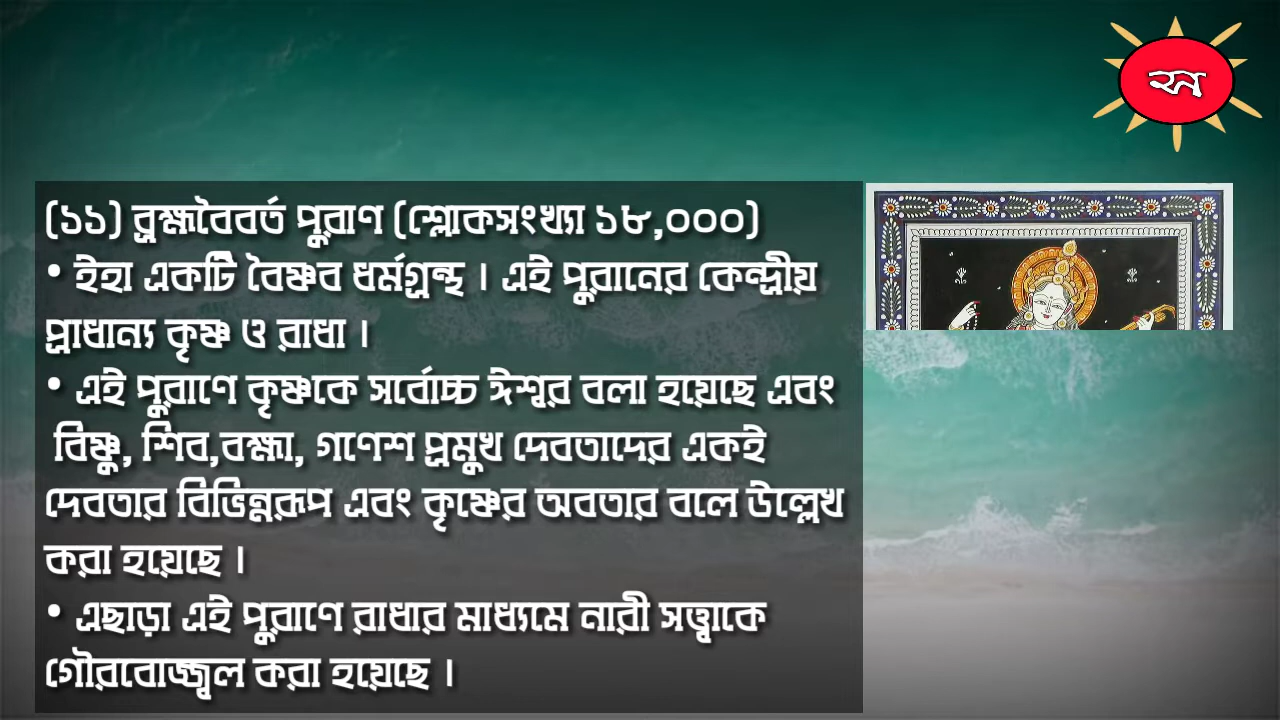 (১১) ব্রহ্মবৈবর্ত পুরাণ (শ্লোকসংখ্যা ১৮,০০০)
• ইহা একটি বৈষ্ণব ধর্মগ্রন্থ । এই পুরানের কেন্দ্রীয়
প্রাধান্য কৃষ্ণ ও রাধা ।
• এই পুরাণে কৃষ্ণকে সর্বোচ্চ ঈশ্বর বলা হয়েছে এবং
বিষ্ণু, শিব,বহ্মা, গণেশ প্রমুখ দেবতাদের একই
দেবতার বিভিন্নরূপ এবং কৃষ্ণের অবতার বলে উল্লেখ
করা হয়েছে ।
• এছাড়া এই পুরাণে রাধার মাধ্যমে নারী সত্ত্বাকে
গৌরবোজ্জ্বল করা হয়েছে ।